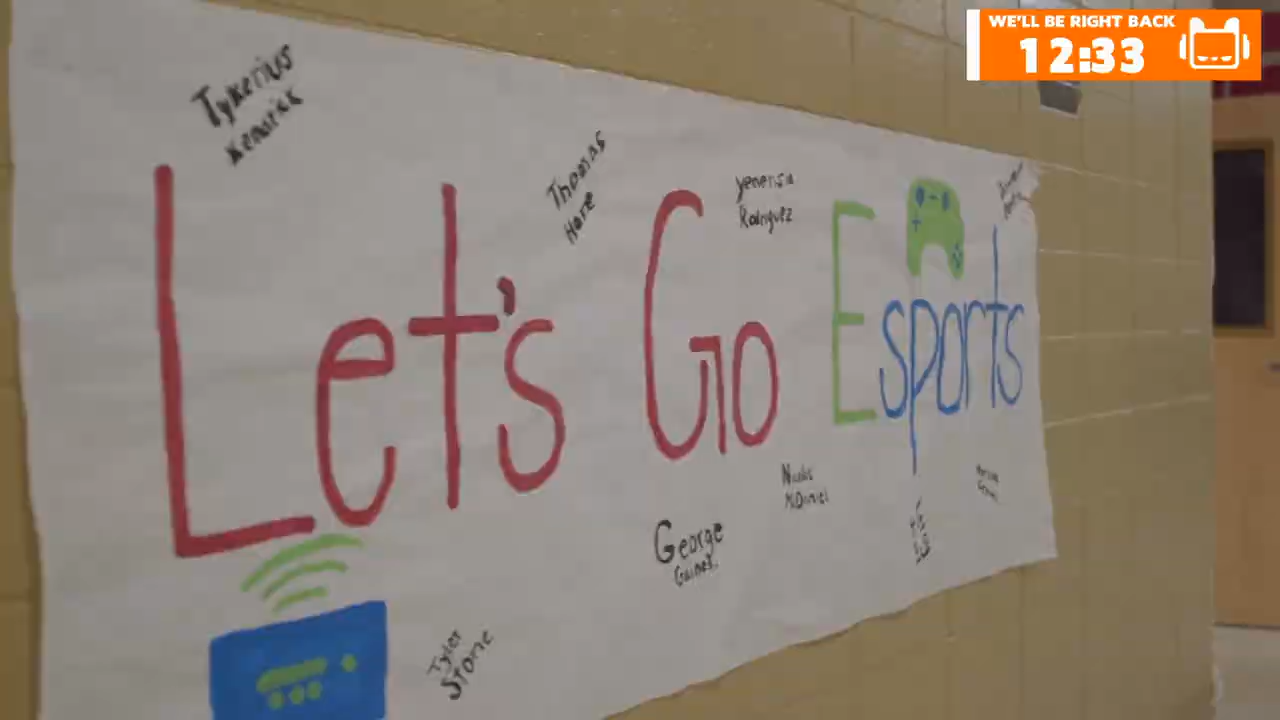 WE'LL BE RIGHT BACK
12:33
Tykerius
Kendrick
Thomas
Hare
Yenensia
Rodriguez
Let's Go Esports
George
Gaines
Tyler
Stone